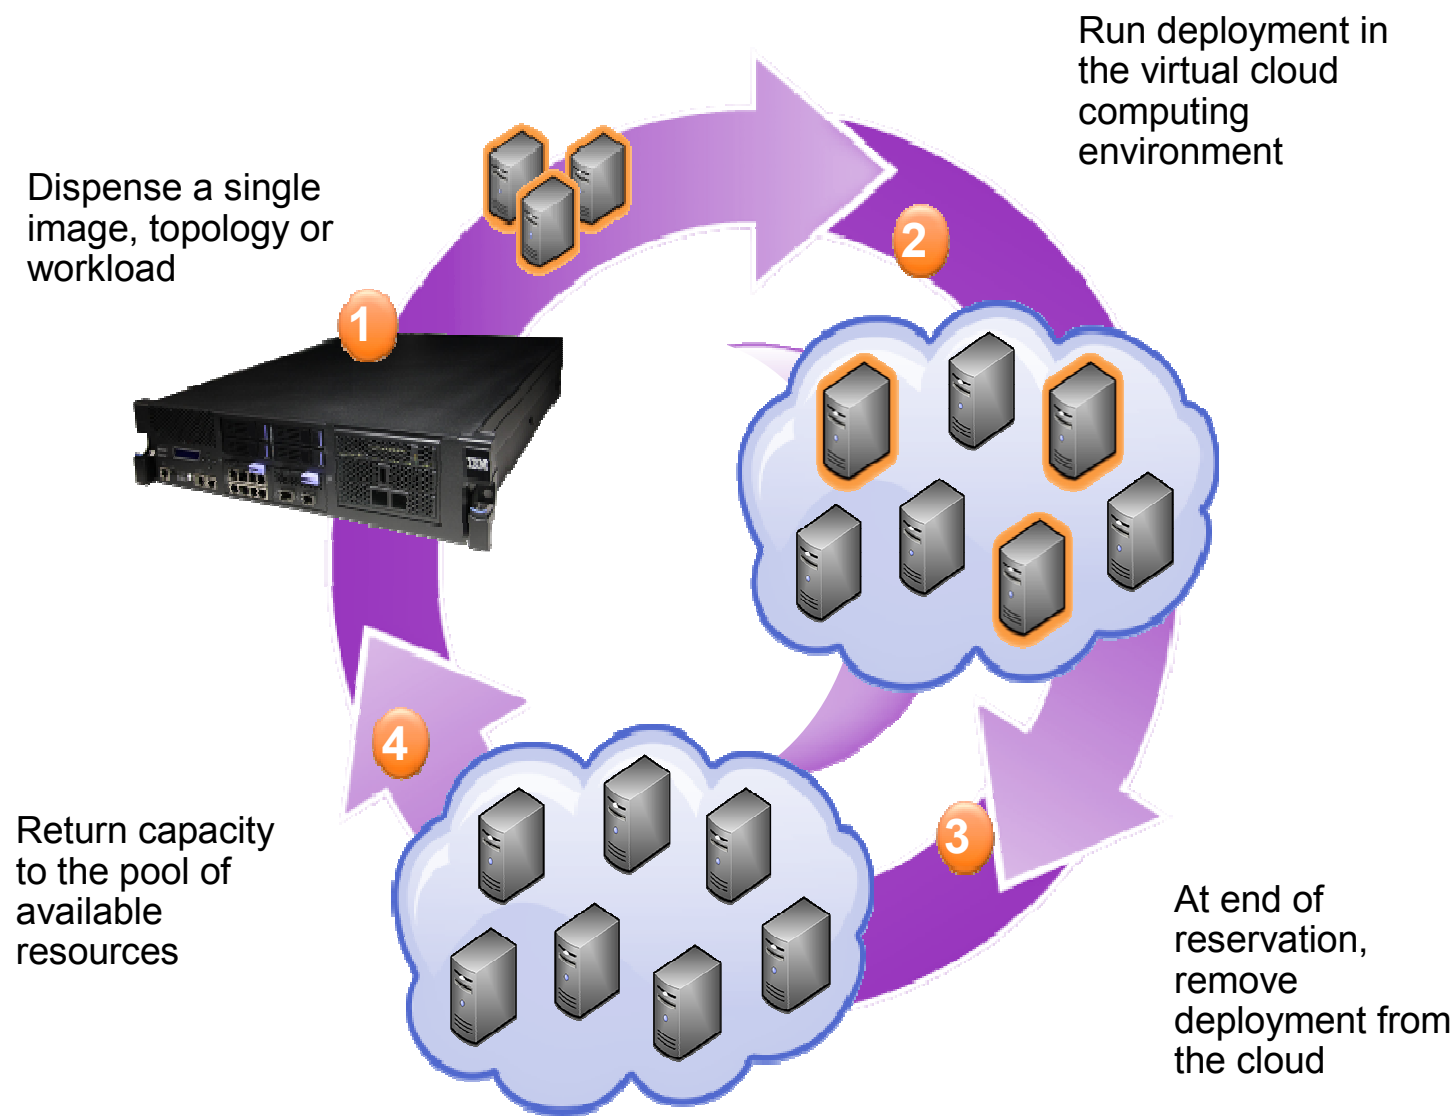 Run deployment in
the virtual cloud
computing
environment
Dispense a single
image, topology or
workload
2
1
IBM
4
3
Return capacity
to the pool of
available
resources
At end of
reservation,
remove
deployment from
the cloud